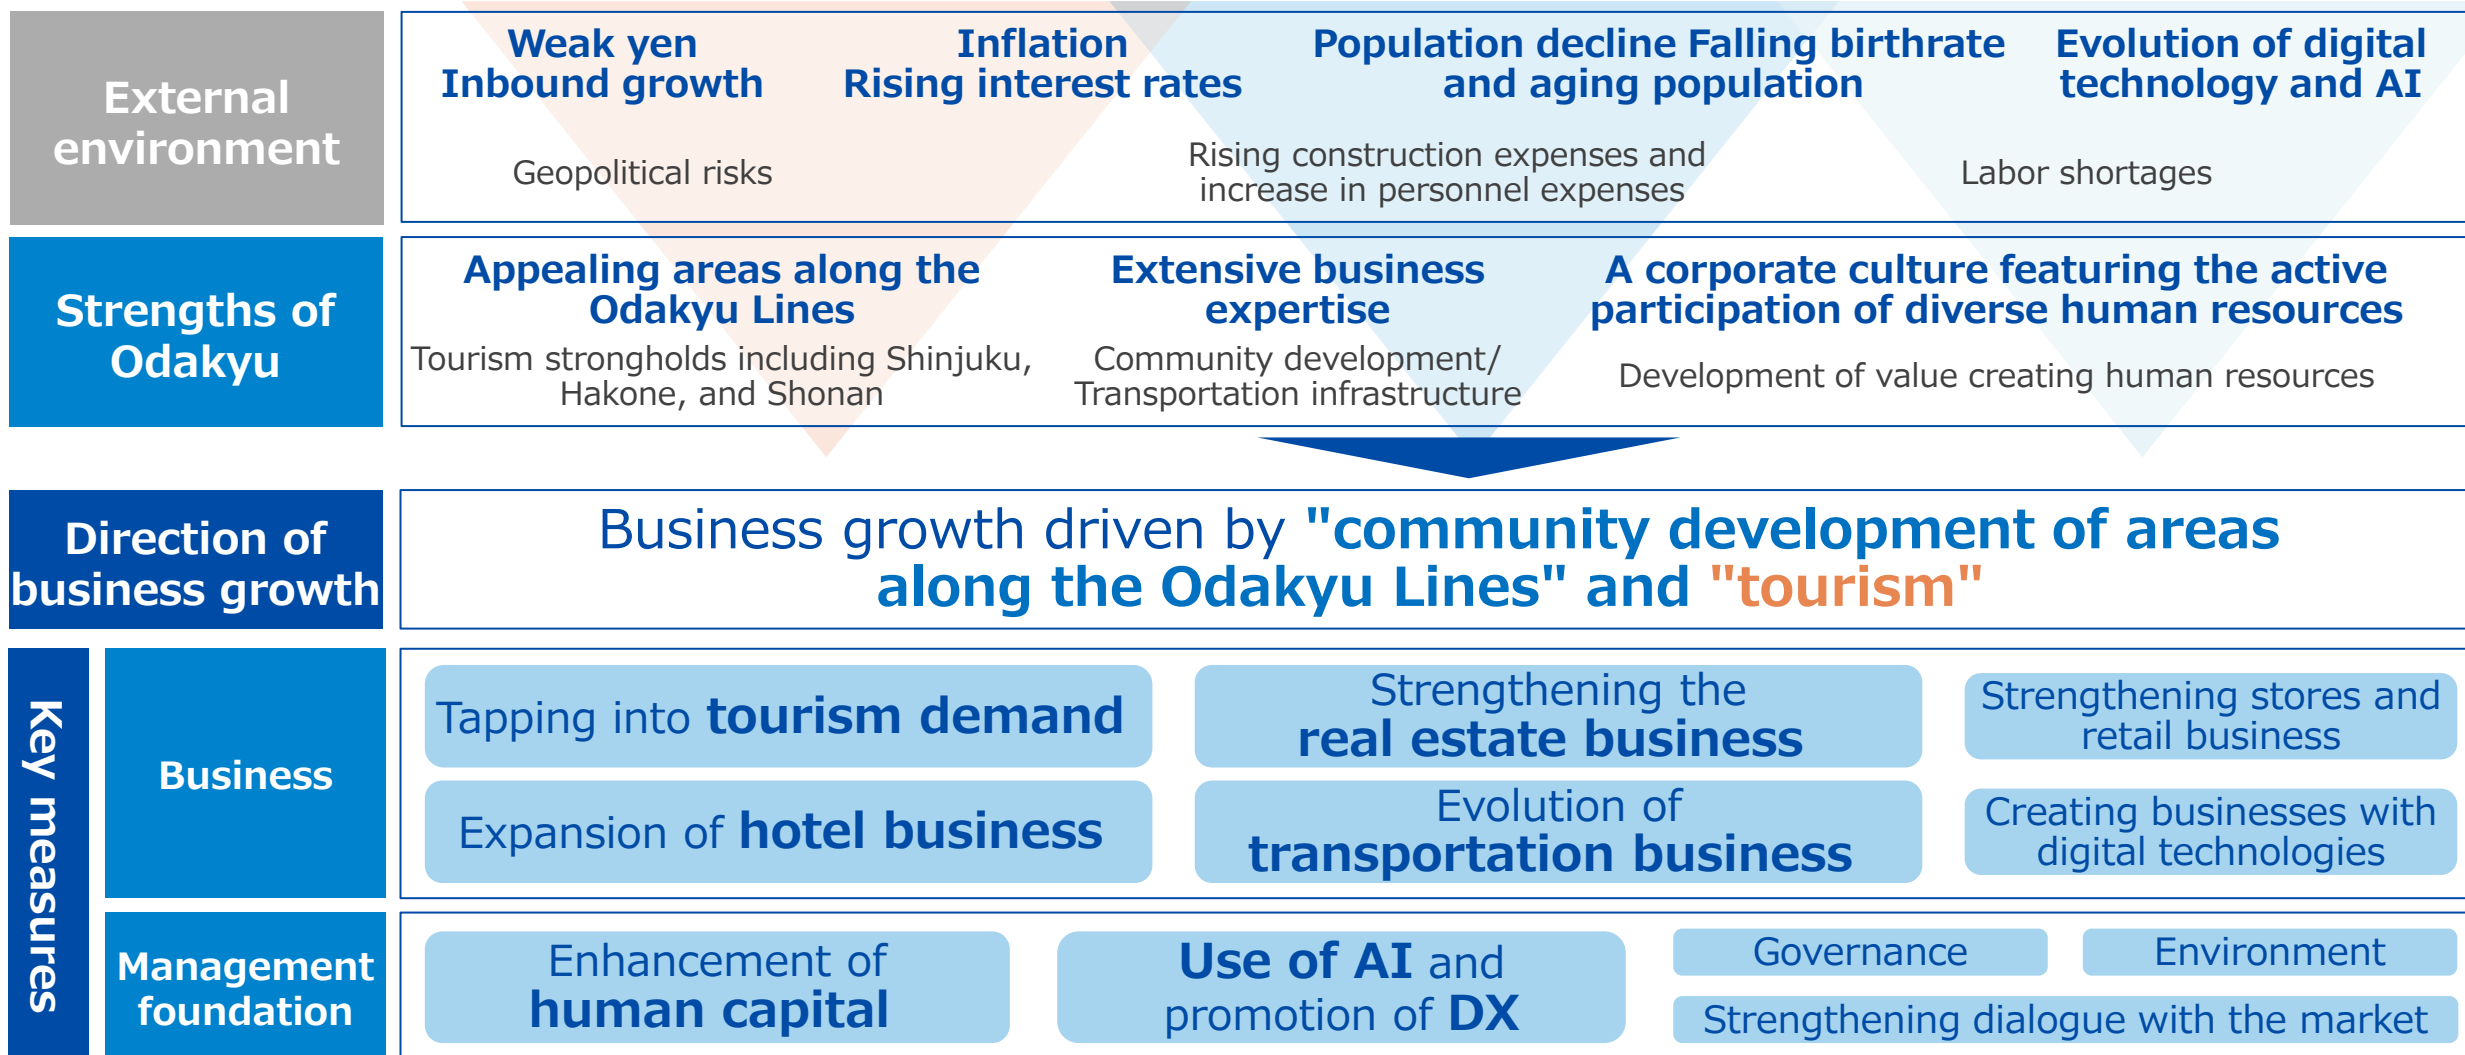 External
environment
Weak yen
Inbound growth
Inflation
Rising interest rates
Population decline Falling birthrate
and aging population
Evolution of digital
technology and AI
Geopolitical risks
Rising construction expenses and
increase in personnel expenses
Labor shortages
Strengths of
Odakyu
Appealing areas along the
Odakyu Lines
Tourism strongholds including Shinjuku,
Hakone, and Shonan
Extensive business
expertise
Community development/
Transportation infrastructure
A corporate culture featuring the active
participation of diverse human resources
Development of value creating human resources
Direction of
business growth
Business growth driven by "community development of areas
along the Odakyu Lines" and "tourism"
Key measures
Business
Tapping into tourism demand
Strengthening the
real estate business
Strengthening stores and
retail business
Expansion of hotel business
Evolution of
transportation business
Creating businesses with
digital technologies
Management
foundation
Enhancement of
human capital
Use of AI and
promotion of DX
Governance
Environment
Strengthening dialogue with the market